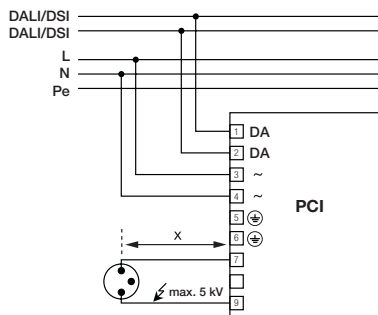 DALI/DSI
DALI/DSI
L
N
Pe
1 DA
2 DA
3 ~
4 ~
PCI
5
6
X
7
max. 5 kV
9